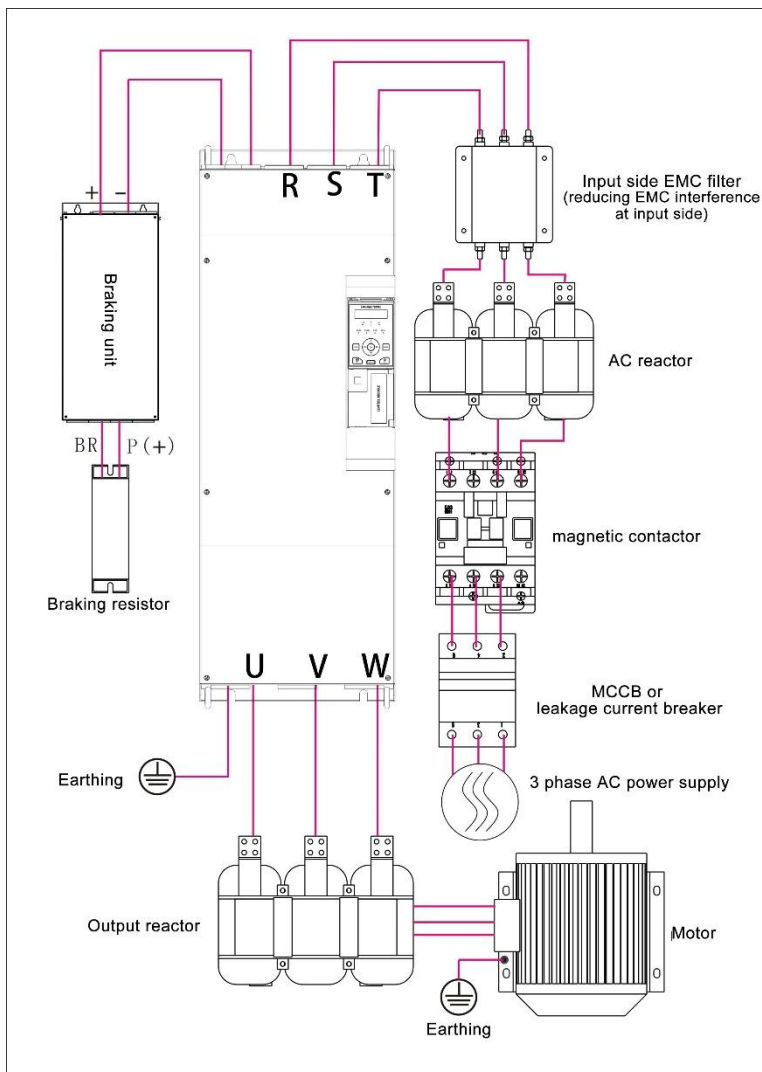 R S T
Input side EMC filter
(reducing EMC interference
at input side)
+ −
Braking unit
AC reactor
BR P (+)
magnetic contactor
Braking resistor
U V W
MCCB or
leakage current breaker
Earthing
3 phase AC power supply
Output reactor
Motor
Earthing